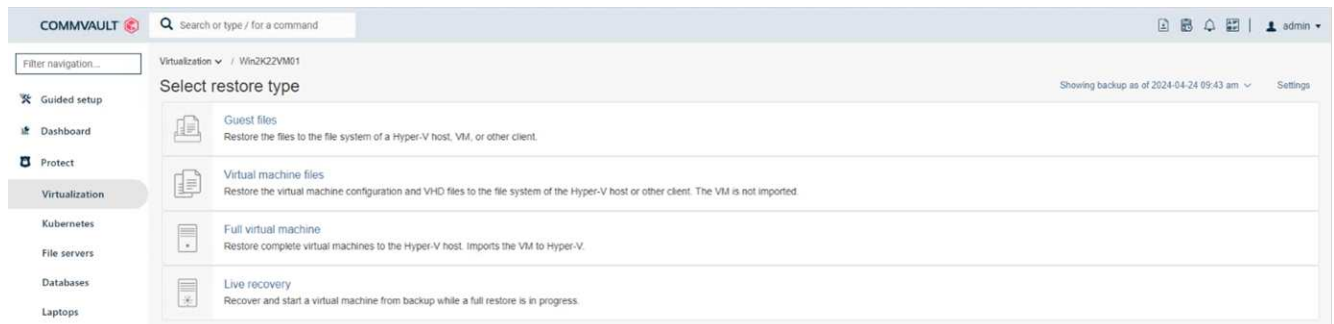 COMMVAULT
Search or type / for a command
admin
Filter navigation...
Guided setup
Dashboard
Protect
Virtualization
Kubernetes
File servers
Databases
Laptops
Virtualization / Win2K22VM01
Select restore type
Showing backup as of 2024-04-24 09:43 am
Settings
Guest files
Restore the files to the file system of a Hyper-V host, VM, or other client.
Virtual machine files
Restore the virtual machine configuration and VHD files to the file system of the Hyper-V host or other client. The VM is not imported.
Full virtual machine
Restore complete virtual machines to the Hyper-V host. Imports the VM to Hyper-V.
Live recovery
Recover and start a virtual machine from backup while a full restore is in progress.